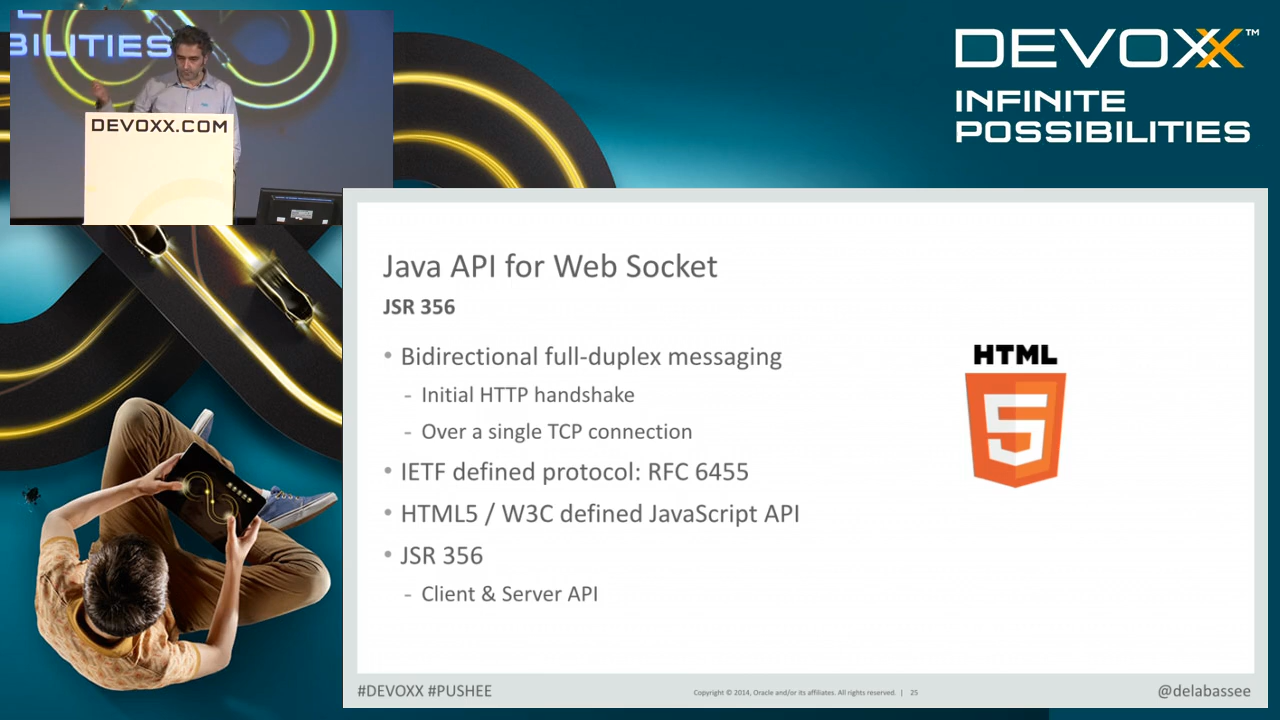 BILITIES
DEVOXX.COM
DEVOXX™
INFINITE
POSSIBILITIES
Java API for Web Socket
JSR 356
• Bidirectional full-duplex messaging
- Initial HTTP handshake
- Over a single TCP connection
• IETF defined protocol: RFC 6455
• HTML5 / W3C defined JavaScript API
• JSR 356
- Client & Server API
HTML
5
#DEVOXX #PUSHEE
Copyright © 2014, Oracle and/or its affiliates. All rights reserved. | 25
@delabassee